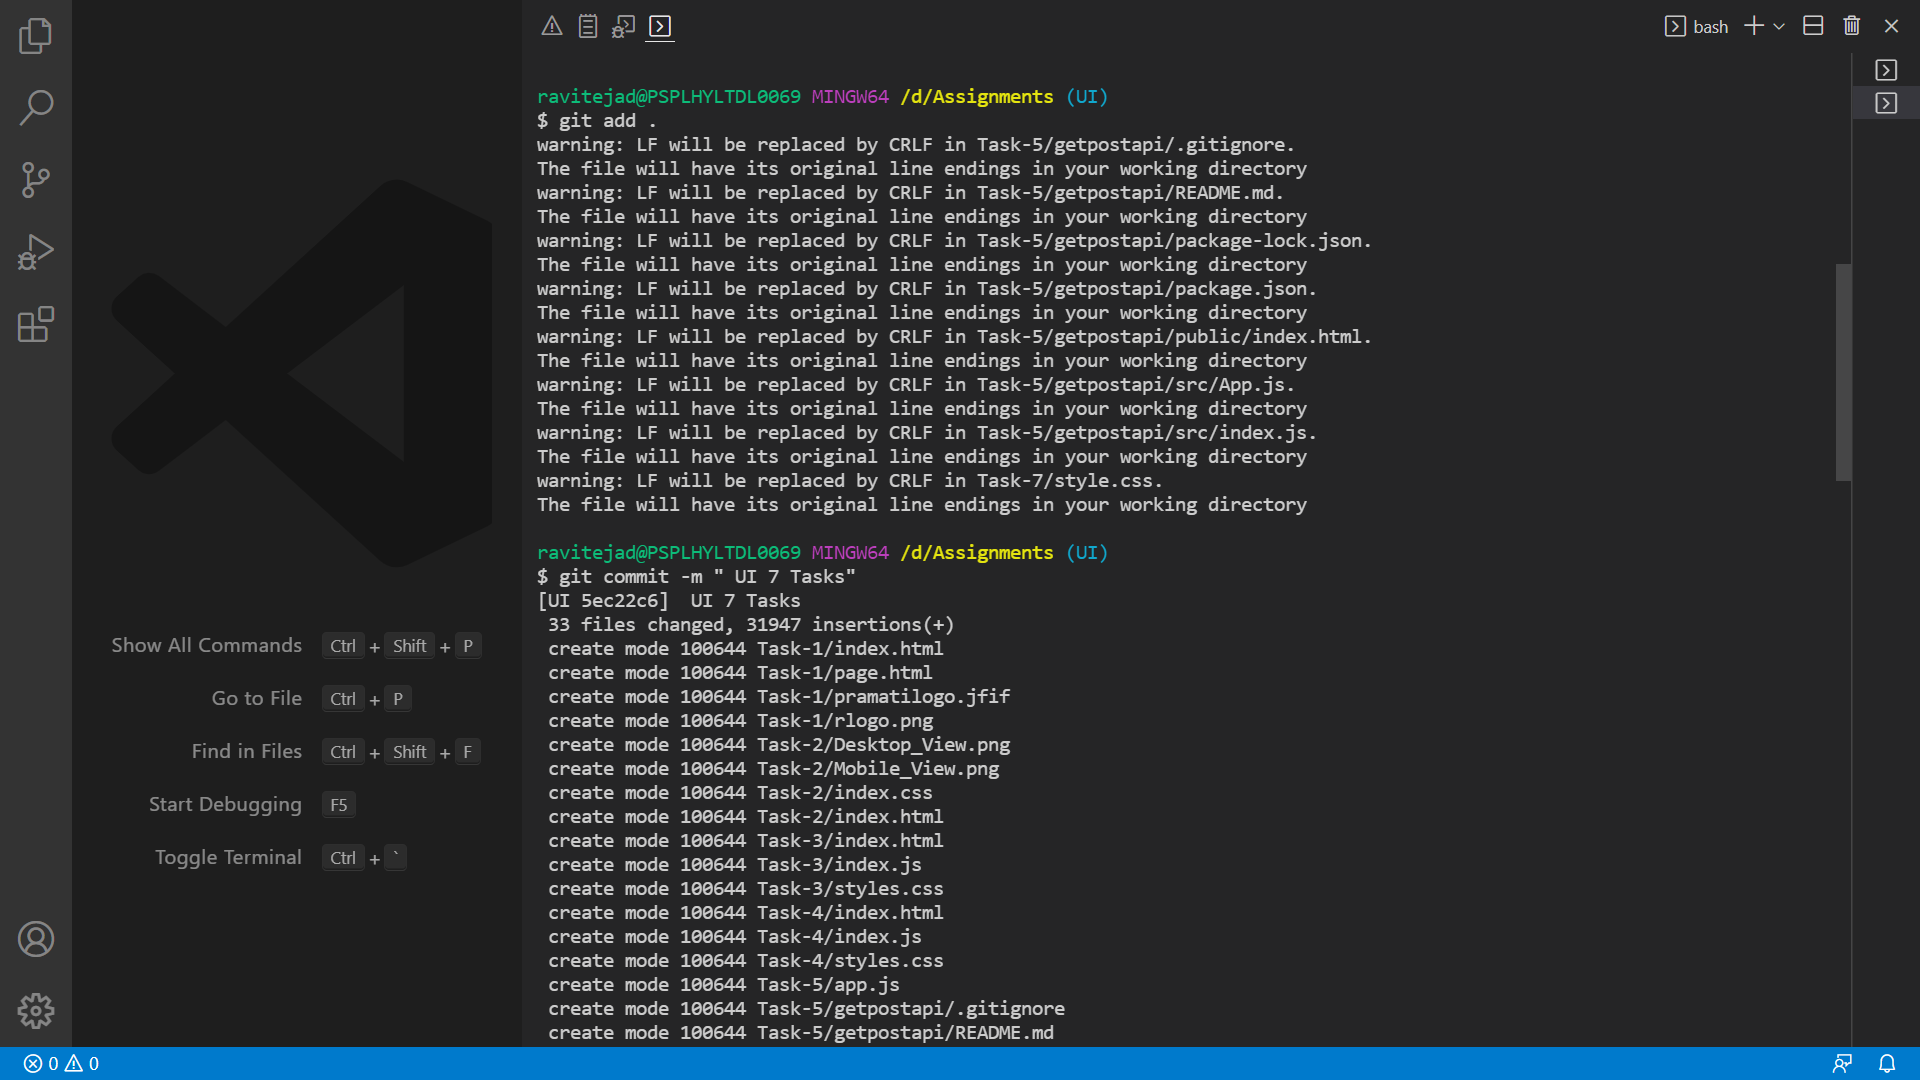 bash
ravitejad@PSPLHYLTDL0069 MINGW64 /d/Assignments (UI)
$ git add .
warning: LF will be replaced by CRLF in Task-5/getpostapi/.gitignore.
The file will have its original line endings in your working directory
warning: LF will be replaced by CRLF in Task-5/getpostapi/README.md.
The file will have its original line endings in your working directory
warning: LF will be replaced by CRLF in Task-5/getpostapi/package-lock.json.
The file will have its original line endings in your working directory
warning: LF will be replaced by CRLF in Task-5/getpostapi/package.json.
The file will have its original line endings in your working directory
warning: LF will be replaced by CRLF in Task-5/getpostapi/public/index.html.
The file will have its original line endings in your working directory
warning: LF will be replaced by CRLF in Task-5/getpostapi/src/App.js.
The file will have its original line endings in your working directory
warning: LF will be replaced by CRLF in Task-5/getpostapi/src/index.js.
The file will have its original line endings in your working directory
warning: LF will be replaced by CRLF in Task-7/style.css.
The file will have its original line endings in your working directory
ravitejad@PSPLHYLTDL0069 MINGW64 /d/Assignments (UI)
$ git commit -m " UI 7 Tasks"
[UI 5ec22c6]  UI 7 Tasks
 33 files changed, 31947 insertions(+)
 create mode 100644 Task-1/index.html
 create mode 100644 Task-1/page.html
 create mode 100644 Task-1/pramatilogo.jfif
 create mode 100644 Task-1/rlogo.png
 create mode 100644 Task-2/Desktop_View.png
 create mode 100644 Task-2/Mobile_View.png
 create mode 100644 Task-2/index.css
 create mode 100644 Task-2/index.html
 create mode 100644 Task-3/index.html
 create mode 100644 Task-3/index.js
 create mode 100644 Task-3/styles.css
 create mode 100644 Task-4/index.html
 create mode 100644 Task-4/index.js
 create mode 100644 Task-4/styles.css
 create mode 100644 Task-5/app.js
 create mode 100644 Task-5/getpostapi/.gitignore
 create mode 100644 Task-5/getpostapi/README.md
Show All Commands Ctrl + Shift + P
Go to File Ctrl + P
Find in Files Ctrl + Shift + F
Start Debugging F5
Toggle Terminal Ctrl + `
0 0